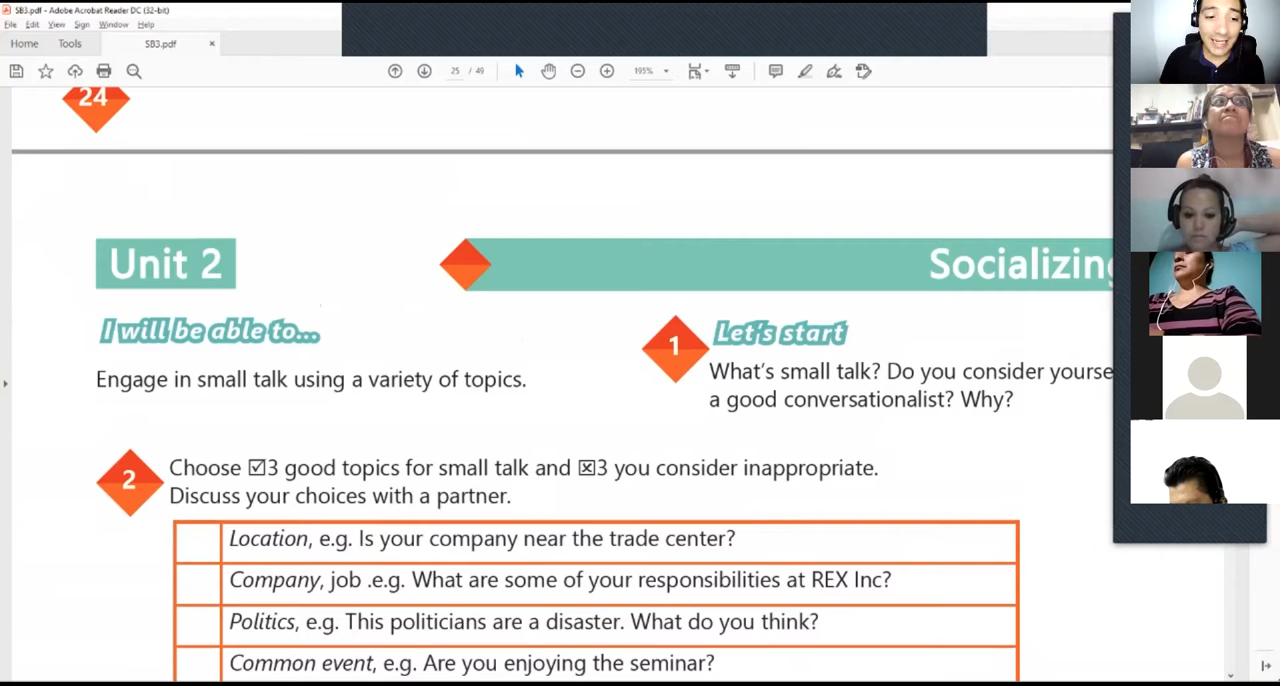 SB3.pdf - Adobe Acrobat Reader DC (32-bit)
File Edit View Sign Window Help
Home Tools SB3.pdf ×
25 / 49 195%
24
Unit 2 Socializing
I will be able to...
1 Let's start
Engage in small talk using a variety of topics.
What's small talk? Do you consider yourse
a good conversationalist? Why?
2 Choose ☑3 good topics for small talk and ☒3 you consider inappropriate.
Discuss your choices with a partner.
Location, e.g. Is your company near the trade center?
Company, job .e.g. What are some of your responsibilities at REX Inc?
Politics, e.g. This politicians are a disaster. What do you think?
Common event, e.g. Are you enjoying the seminar?